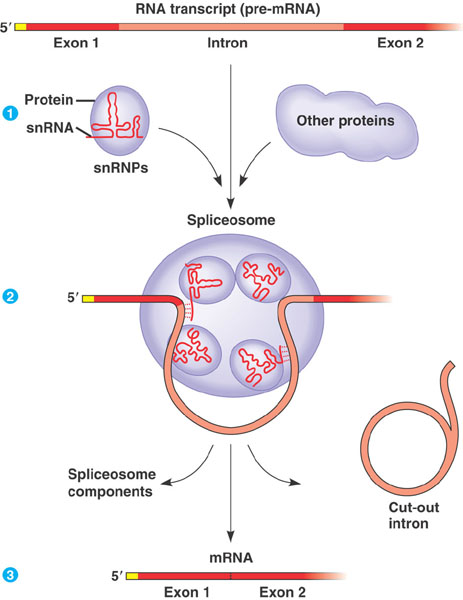 RNA transcript (pre-mRNA)
5′
Exon 1 Intron Exon 2
1
Protein
snRNA
snRNPs
Other proteins
Spliceosome
2
5′
Spliceosome
components
Cut-out
intron
mRNA
3
5′
Exon 1 Exon 2